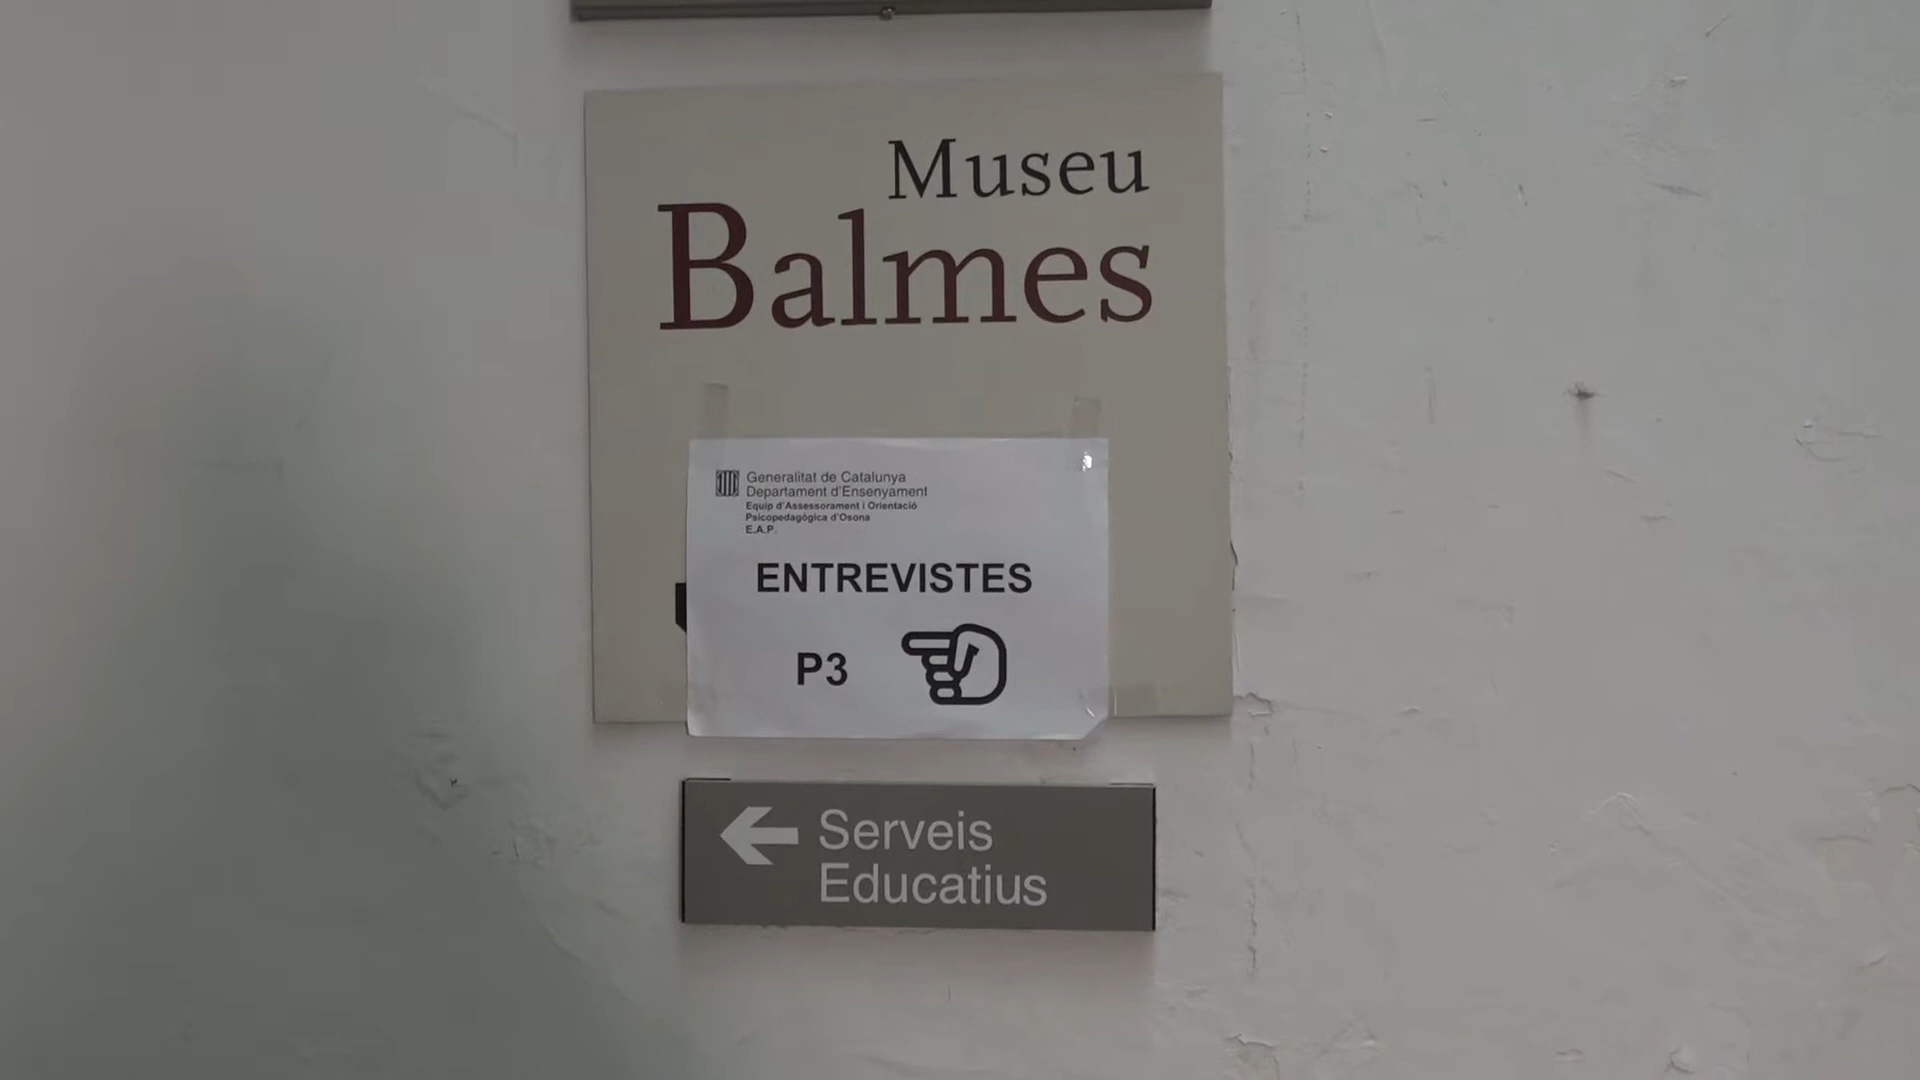 Museu
Balmes
Generalitat de Catalunya
Departament d'Ensenyament
Equip d'Assessorament i Orientació
Psicopedagògica d'Osona
E.A.P.
ENTREVISTES
P3
Serveis
Educatius